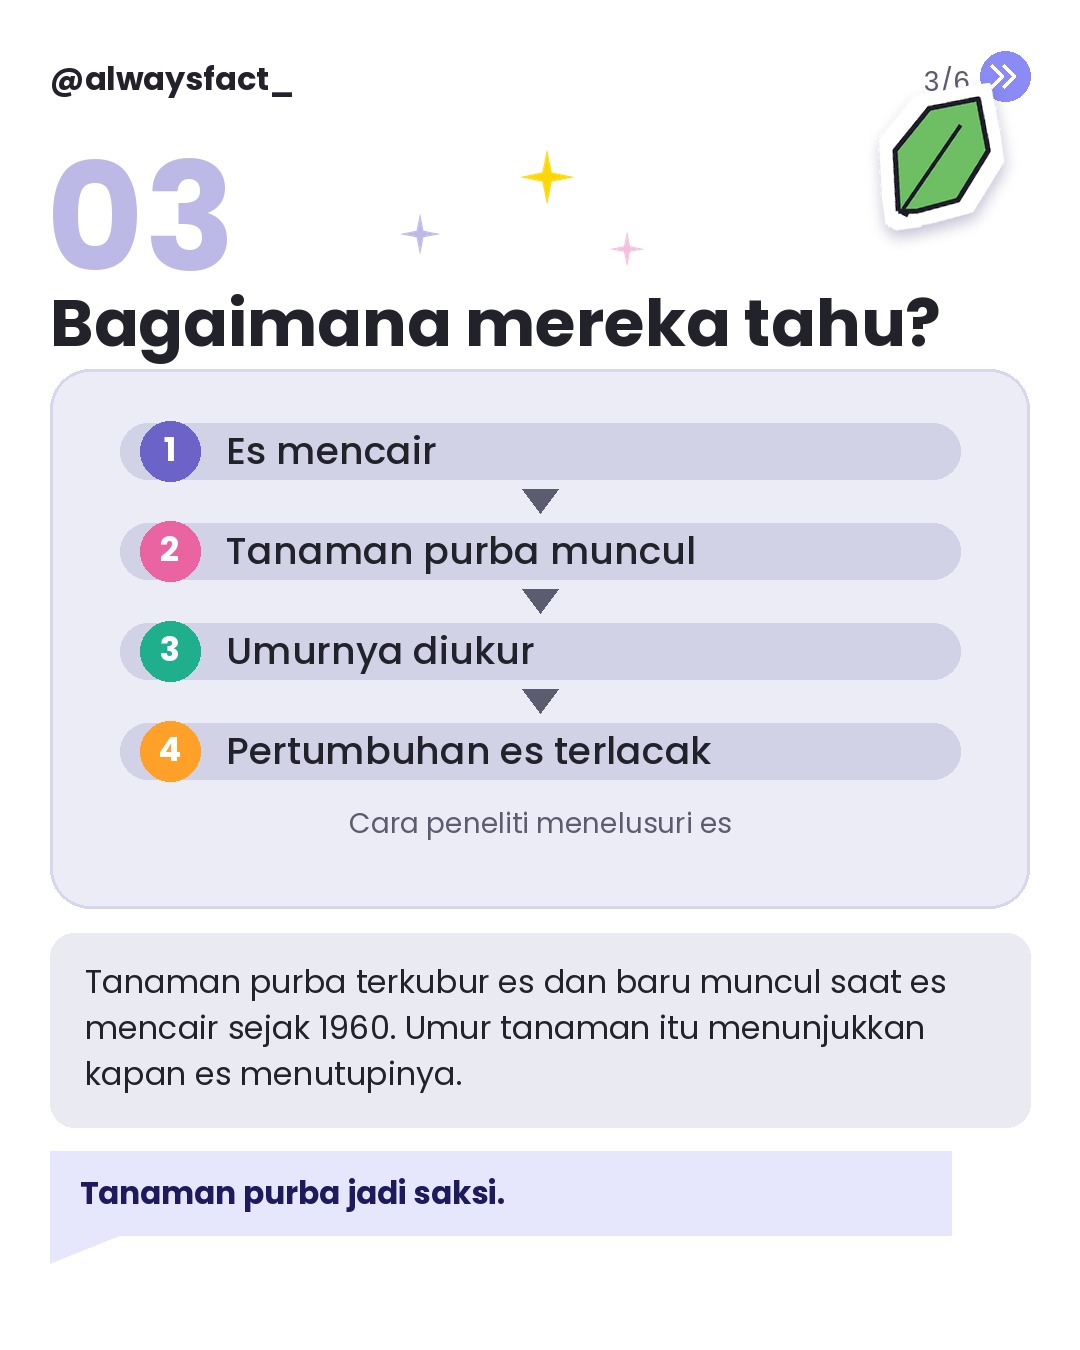 @alwaysfact_
3/6
03
Bagaimana mereka tahu?
1 Es mencair
2 Tanaman purba muncul
3 Umurnya diukur
4 Pertumbuhan es terlacak
Cara peneliti menelusuri es
Tanaman purba terkubur es dan baru muncul saat es
mencair sejak 1960. Umur tanaman itu menunjukkan
kapan es menutupinya.
Tanaman purba jadi saksi.